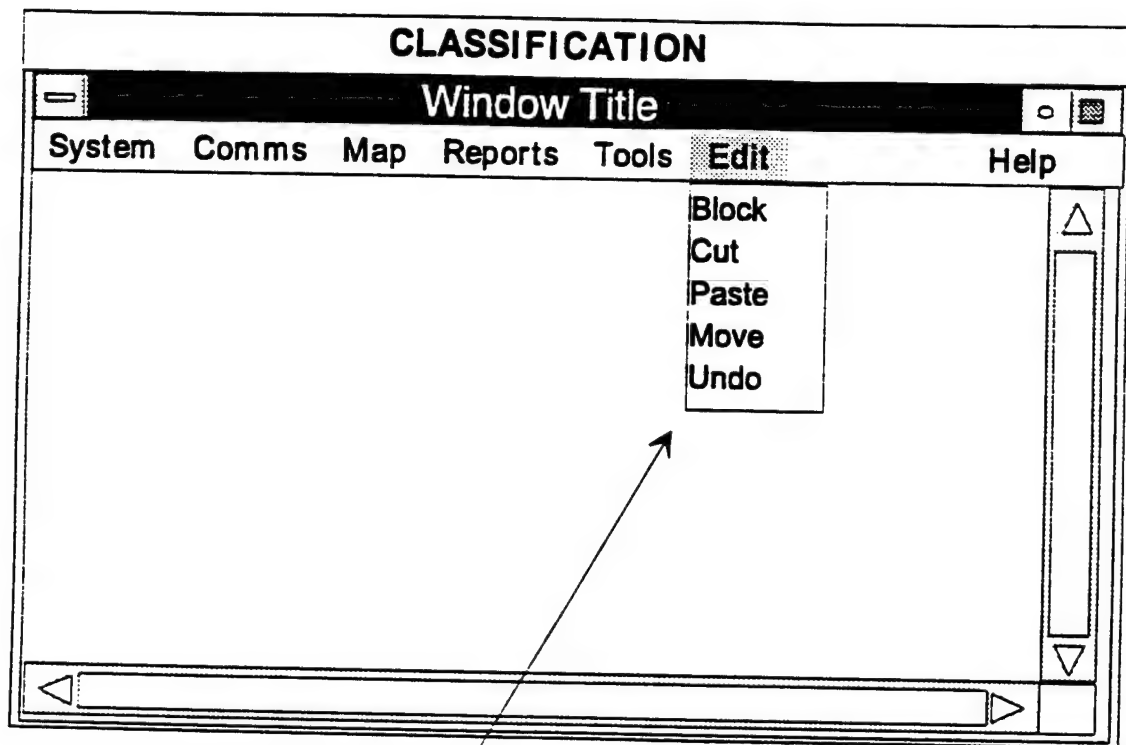 CLASSIFICATION
Window Title
System Comms Map Reports Tools Edit Help
Block
Cut
Paste
Move
Undo